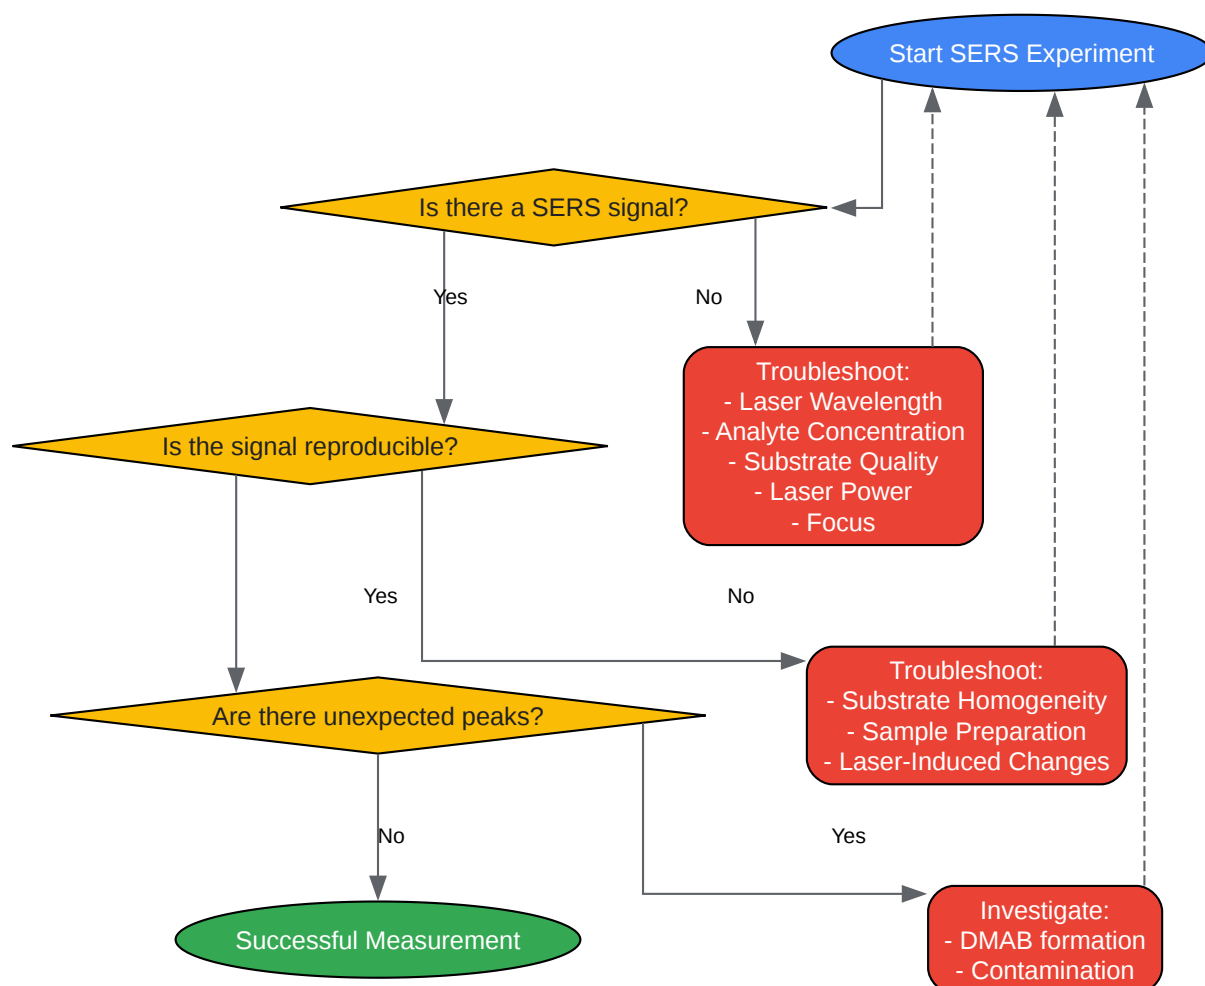 Start SERS Experiment
Is there a SERS signal?
Yes
No
Troubleshoot:
- Laser Wavelength
- Analyte Concentration
- Substrate Quality
- Laser Power
- Focus
Is the signal reproducible?
Yes
No
Troubleshoot:
- Substrate Homogeneity
- Sample Preparation
- Laser-Induced Changes
Are there unexpected peaks?
No
Yes
Successful Measurement
Investigate:
- DMAB formation
- Contamination